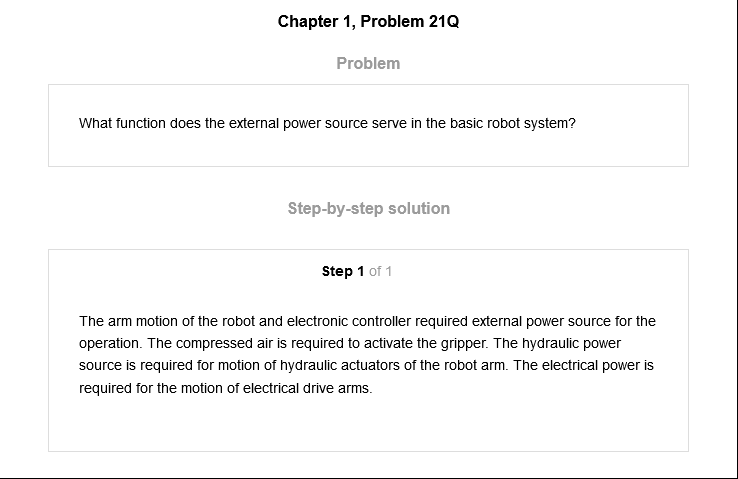 Chapter 1, Problem 21Q
Problem
What function does the external power source serve in the basic robot system?
Step-by-step solution
Step 1 of 1
The arm motion of the robot and electronic controller required external power source for the
operation. The compressed air is required to activate the gripper. The hydraulic power
source is required for motion of hydraulic actuators of the robot arm. The electrical power is
required for the motion of electrical drive arms.